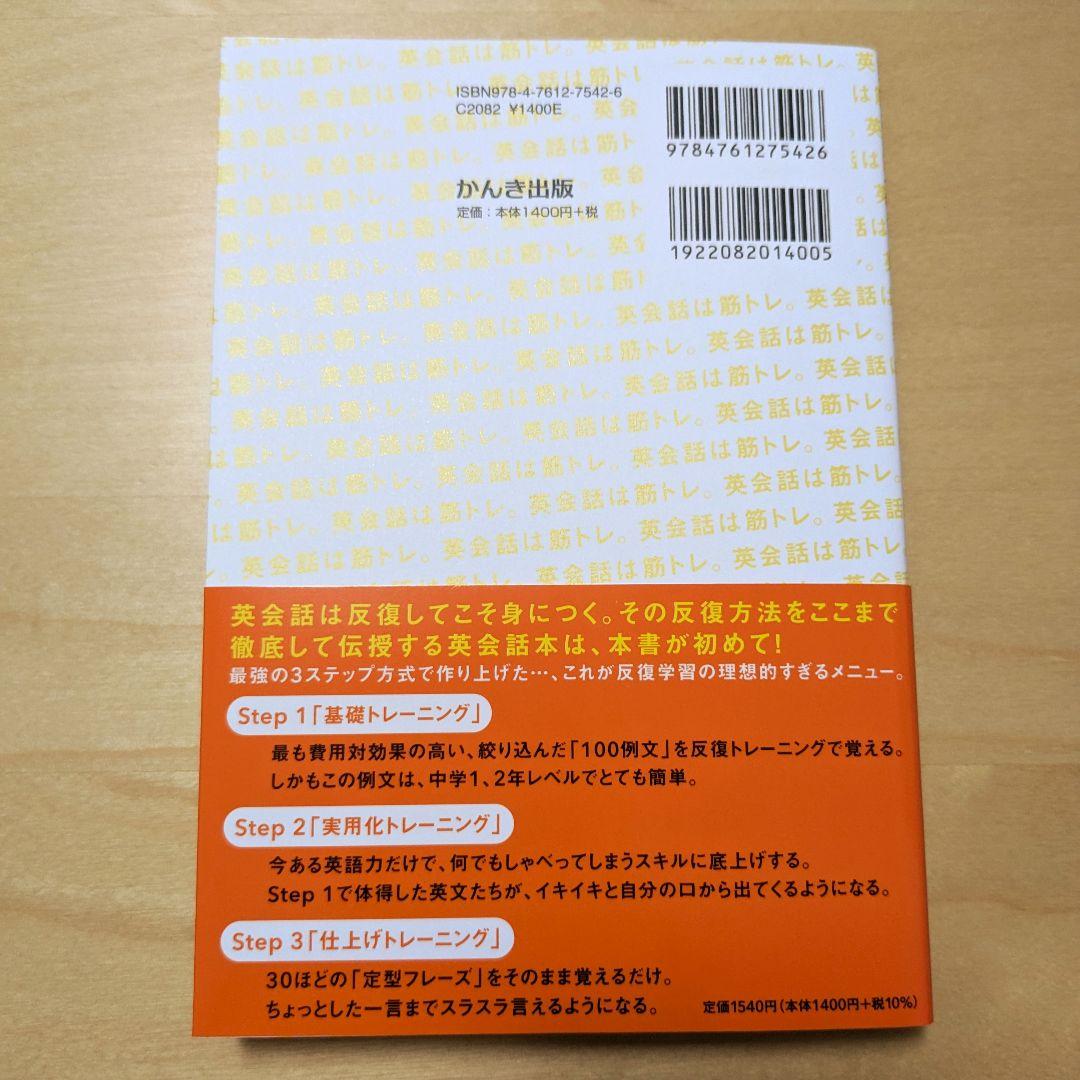 英会話は筋トレ。英会話は筋トレ。
ISBN978-4-7612-7542-6
C2082 ¥1400E
9784761275426
かんき出版
定価：本体1400円+税
1922082014005
英会話は筋トレ。英会話は筋トレ。英会話は筋トレ。
英会話は反復してこそ身につく。その反復方法をここまで
徹底して伝授する英会話本は、本書が初めて!
最強の3ステップ方式で作り上げた…、これが反復学習の理想的すぎるメニュー。
Step 1「基礎トレーニング」
最も費用対効果の高い、絞り込んだ「100例文」を反復トレーニングで覚える。
しかもこの例文は、中学1、2年レベルでとても簡単。
Step 2「実用化トレーニング」
今ある英語力だけで、何でもしゃべってしまうスキルに底上げする。
Step 1で体得した英文たちが、イキイキと自分の口から出てくるようになる。
Step 3「仕上げトレーニング」
30ほどの「定型フレーズ」をそのまま覚えるだけ。
ちょっとした一言までスラスラ言えるようになる。
定価1540円(本体1400円+税10%)